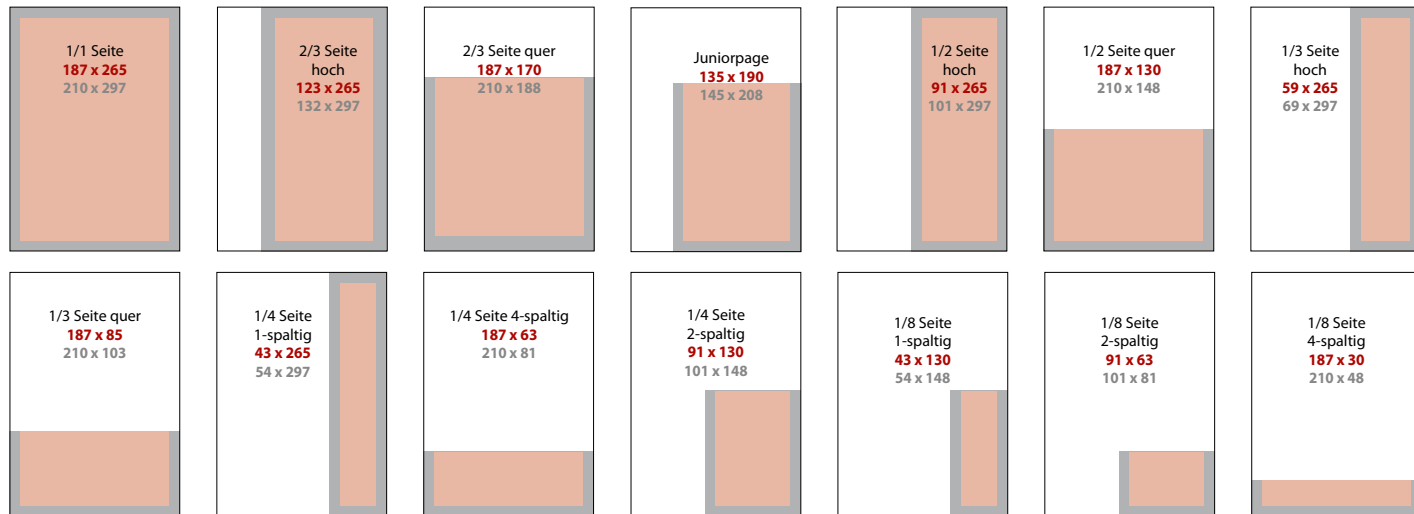 1/1 Seite
187 x 265
210 x 297
2/3 Seite
hoch
123 x 265
132 x 297
2/3 Seite quer
187 x 170
210 x 188
Juniorpage
135 x 190
145 x 208
1/2 Seite
hoch
91 x 265
101 x 297
1/2 Seite quer
187 x 130
210 x 148
1/3 Seite
hoch
59 x 265
69 x 297
1/3 Seite quer
187 x 85
210 x 103
1/4 Seite
1-spaltig
43 x 265
54 x 297
1/4 Seite 4-spaltig
187 x 63
210 x 81
1/4 Seite
2-spaltig
91 x 130
101 x 148
1/8 Seite
1-spaltig
43 x 130
54 x 148
1/8 Seite
2-spaltig
91 x 63
101 x 81
1/8 Seite
4-spaltig
187 x 30
210 x 48